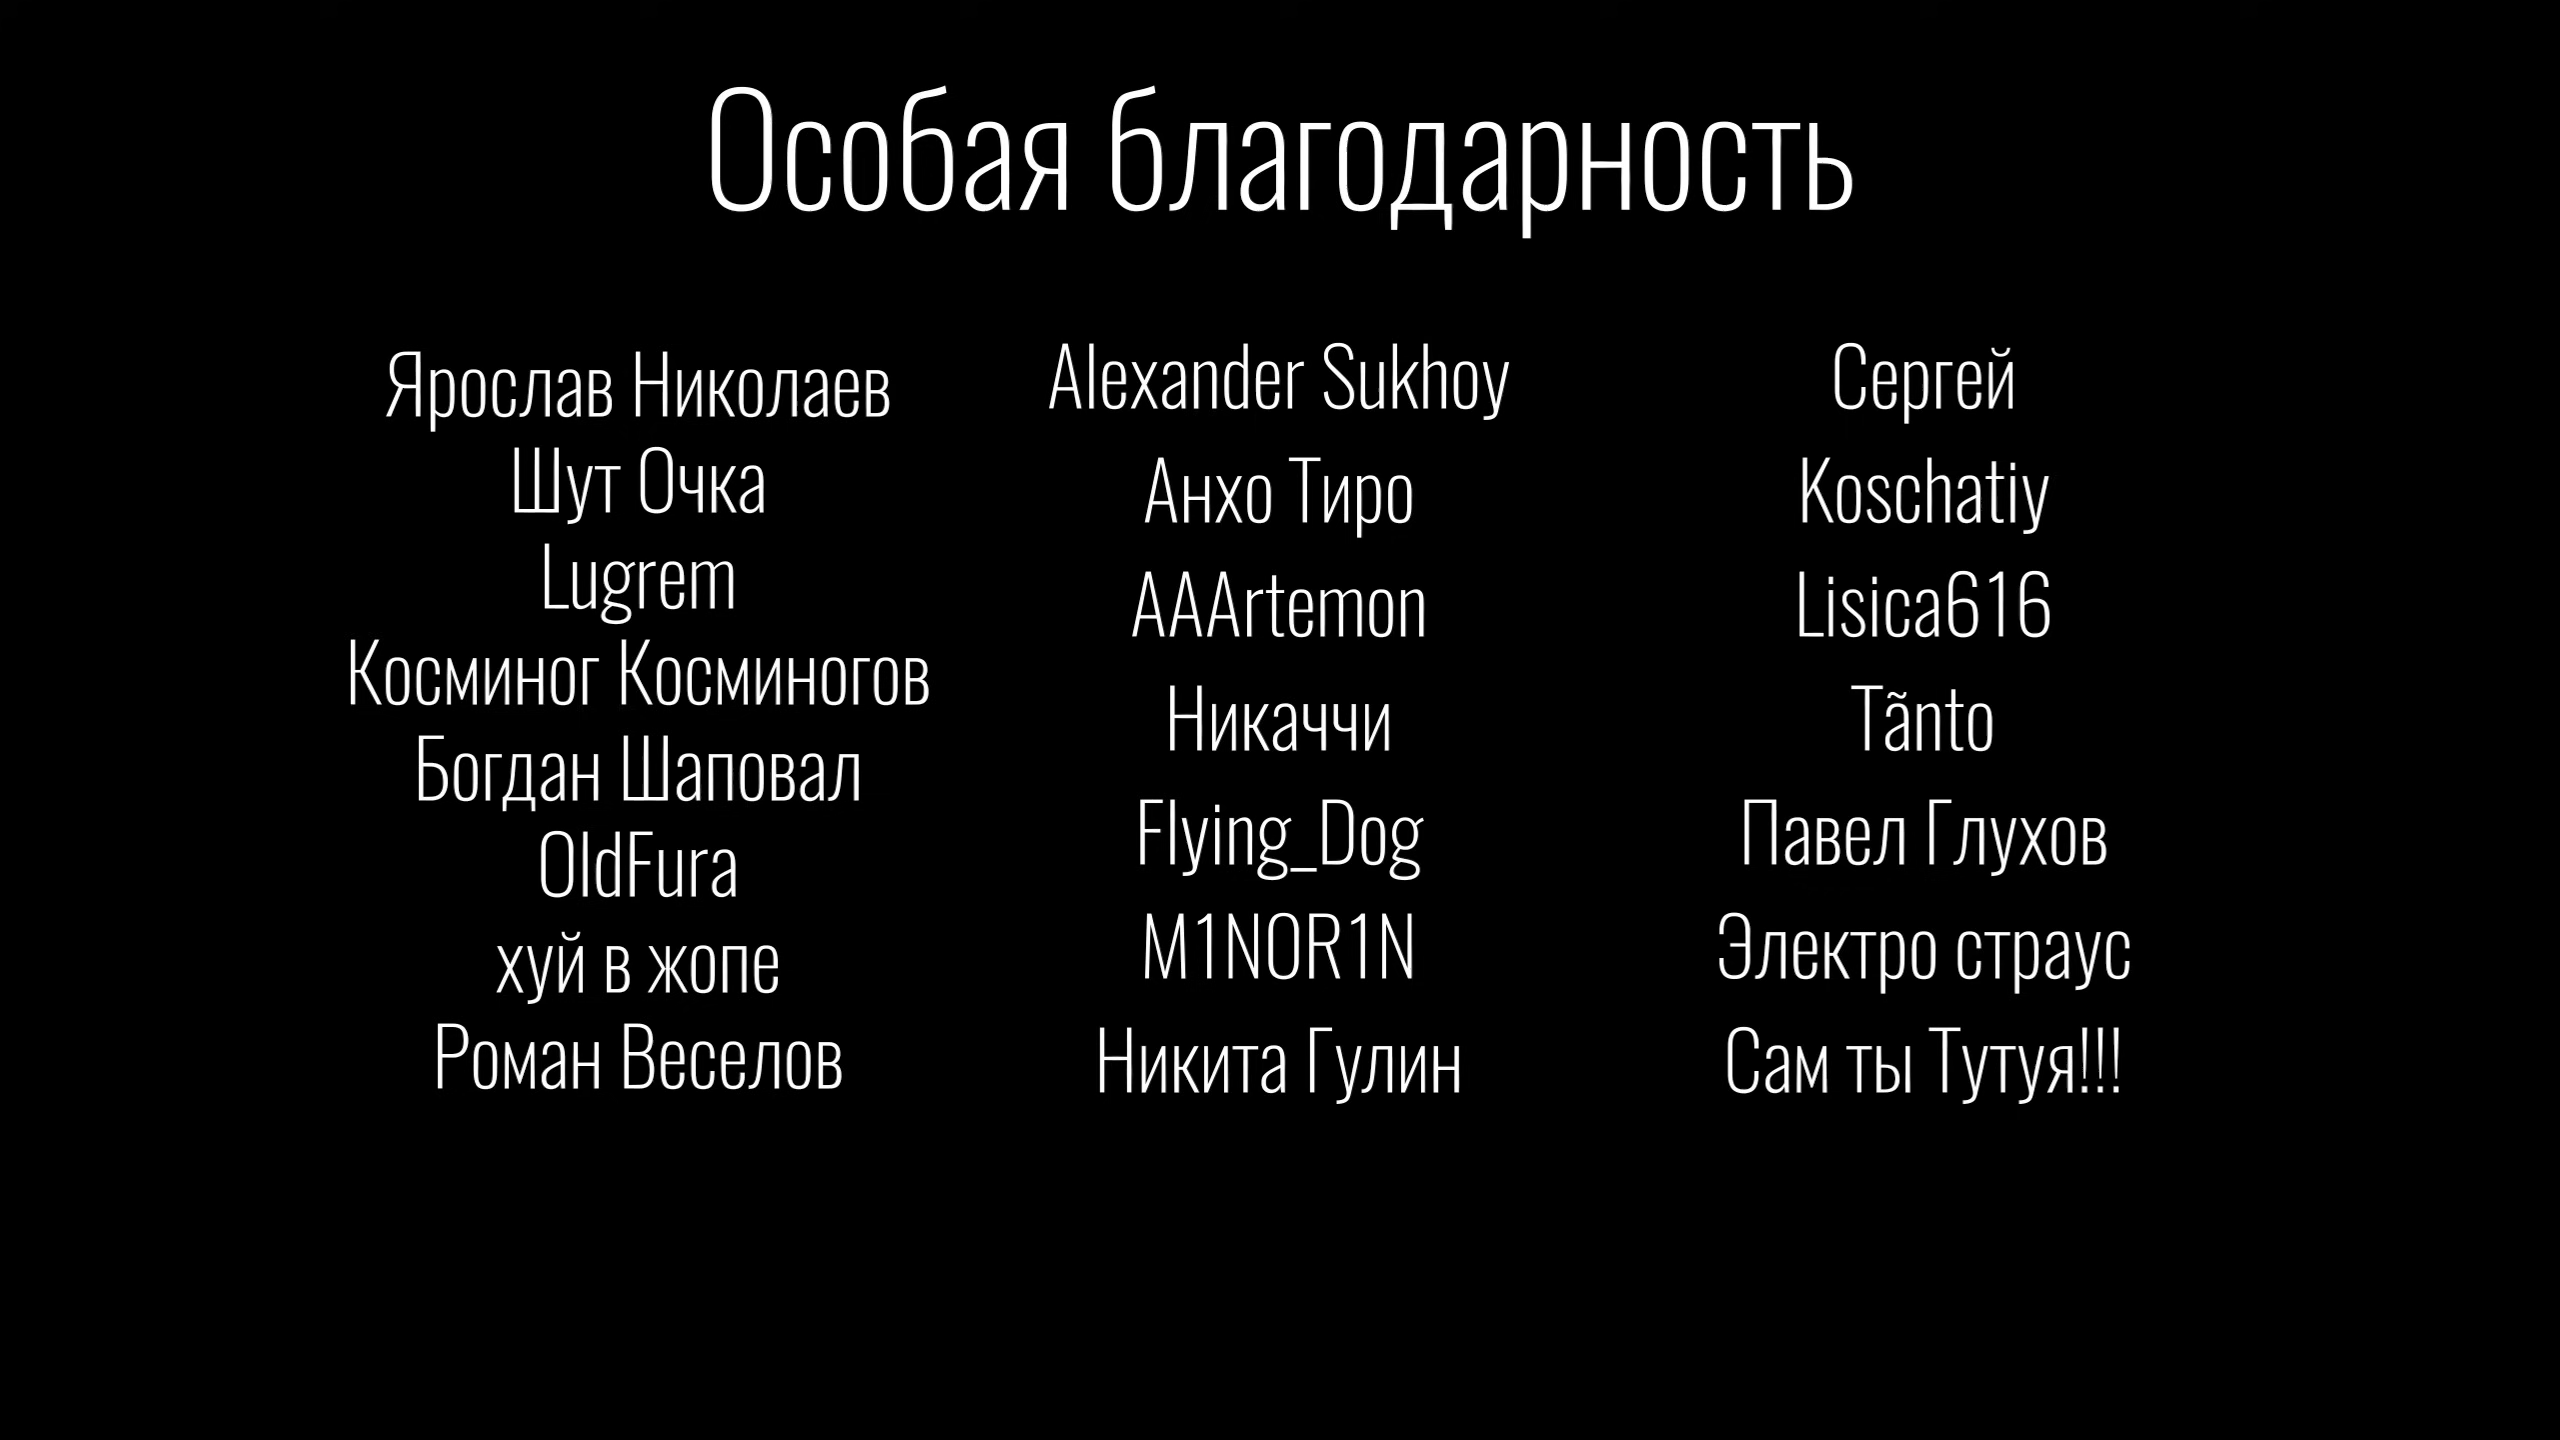 Особая благодарность
Ярослав Николаев
Шут Очка
Lugrem
Косминог Косминогов
Богдан Шаповал
OldFura
хуй в жопе
Роман Веселов
Alexander Sukhoy
Анхо Тиро
AAArtemon
Никаччи
Flying_Dog
M1NOR1N
Никита Гулин
Сергей
Koschatiy
Lisica616
Tãnto
Павел Глухов
Электро страус
Сам ты Тутуя!!!